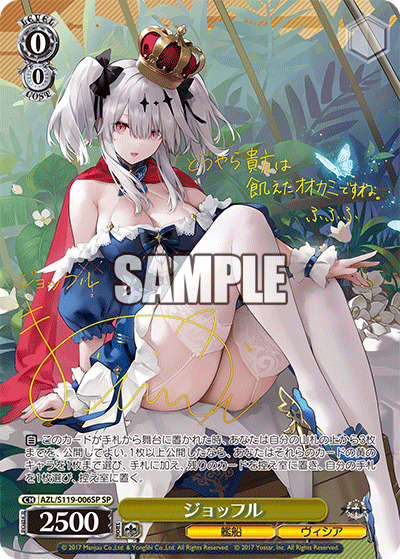 LEVEL
0
0
COST
どうやら貴方は
飢えたオオカミですね。
ふふふ
ジョッフル
SAMPLE
【自】 このカードが手札から舞台に置かれた時、あなたは自分の山札の上から3枚
までを、公開してよい。1枚以上公開したのなら、あなたはそれらのカードの黄
のキャラを1枚まで選び、手札に加え、残りのカードを控え室に置き、自分の手
札を1枚選び、控え室に置く。
CH AZL/S119-006SP SP
ジョッフル
2500
艦船
ヴィシア
© 2017 Manjuu Co.,Ltd. & YongShi Co.,Ltd. All Rights Reserved. © 2017 Yostar, Inc. All Rights Reserved.